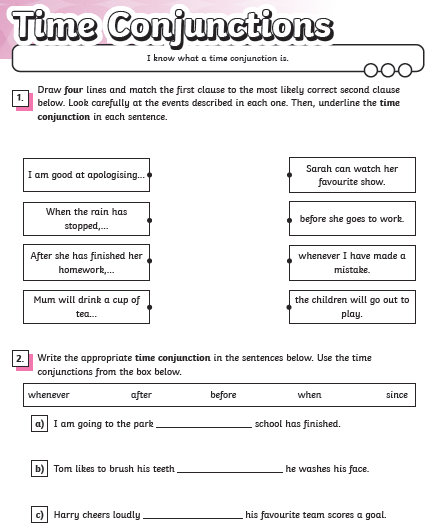 Time Conjunctions
I know what a time conjunction is.
1. Draw four lines and match the first clause to the most likely correct second clause
below. Look carefully at the events described in each one. Then, underline the time
conjunction in each sentence.
I am good at apologising...
Sarah can watch her
favourite show.
When the rain has
stopped,...
before she goes to work.
After she has finished her
homework,...
whenever I have made a
mistake.
Mum will drink a cup of
tea...
the children will go out to
play.
2. Write the appropriate time conjunction in the sentences below. Use the time
conjunctions from the box below.
whenever after before when since
a) I am going to the park ____________ school has finished.
b) Tom likes to brush his teeth ____________ he washes his face.
c) Harry cheers loudly ____________ his favourite team scores a goal.